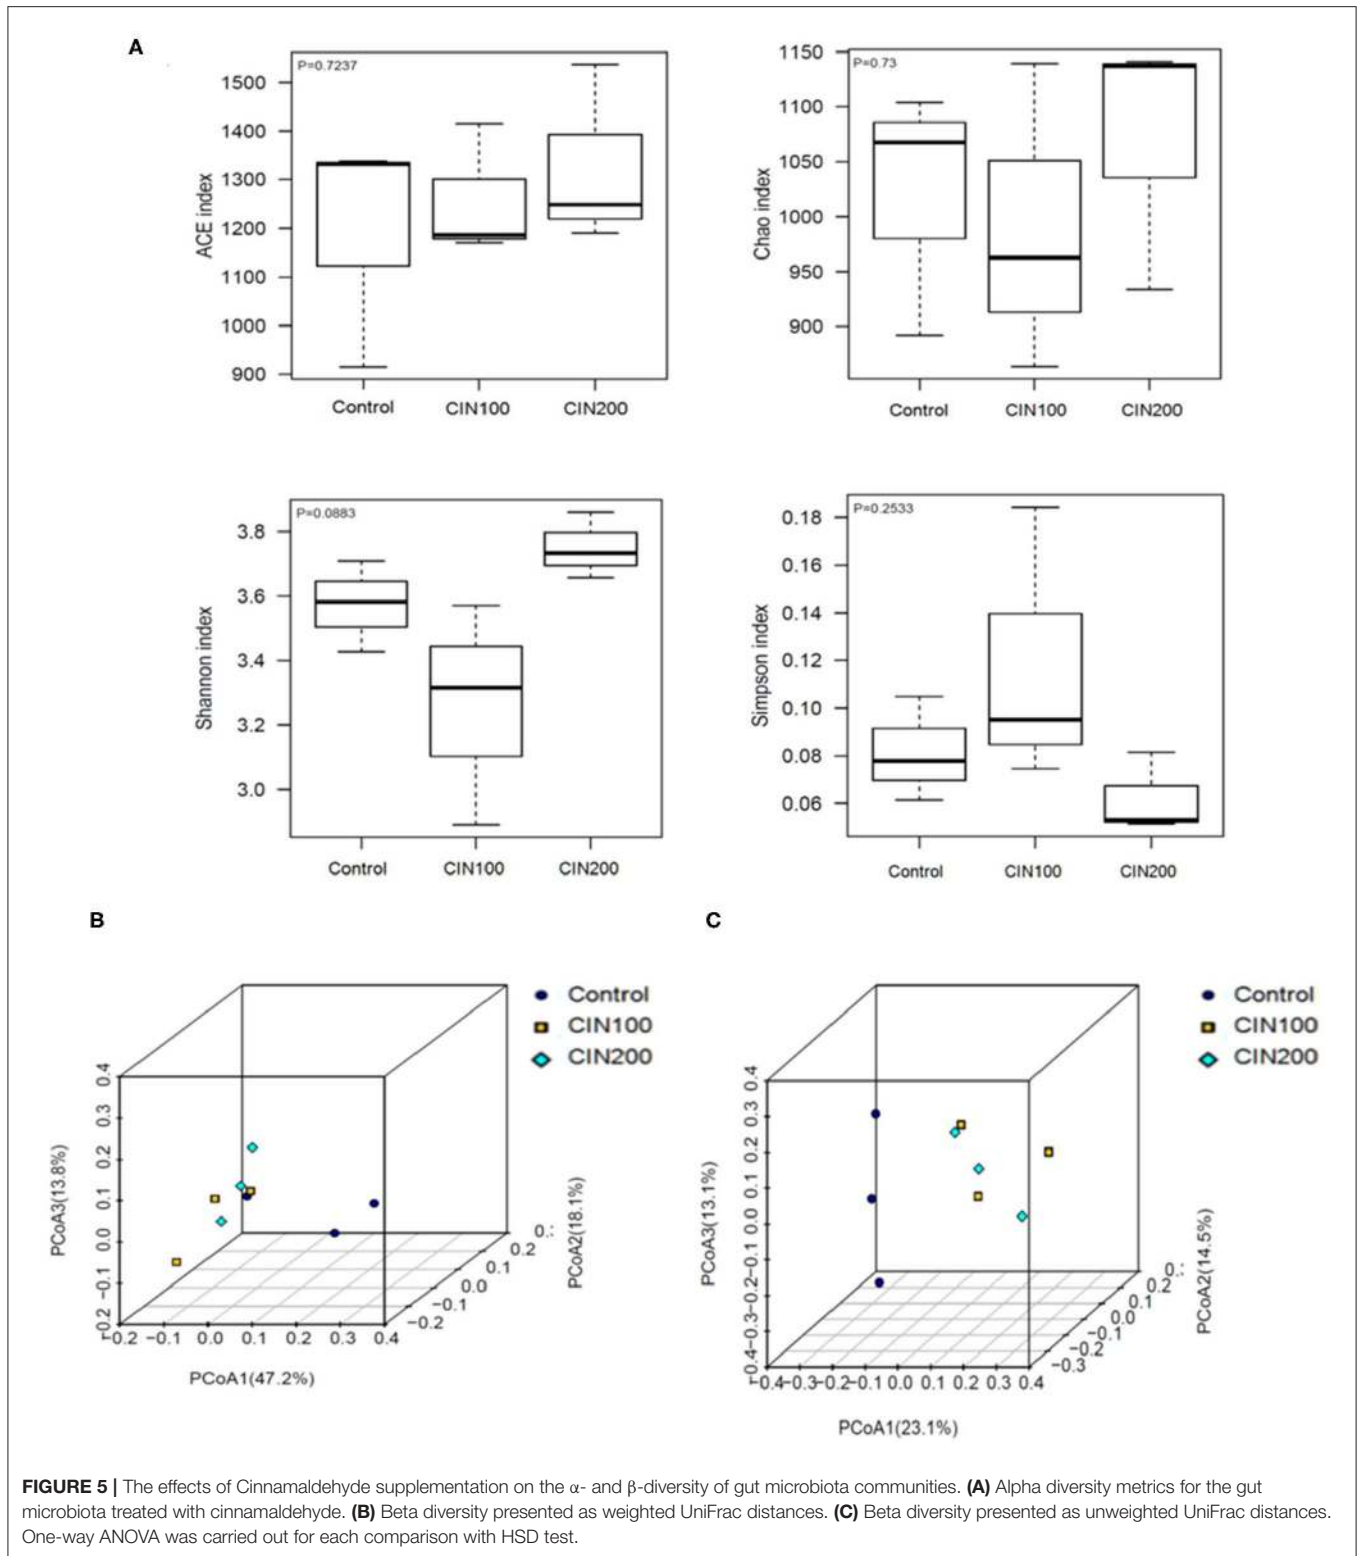 A
P=0.7237
ACE index
1500
1400
1300
1200
1100
1000
900
Control CIN100 CIN200
P=0.73
Chao index
1150
1100
1050
1000
950
900
Control CIN100 CIN200
P=0.0883
Shannon index
3.8
3.6
3.4
3.2
3.0
Control CIN100 CIN200
P=0.2533
Simpson index
0.18
0.16
0.14
0.12
0.10
0.08
0.06
Control CIN100 CIN200
B
Control
CIN100
CIN200
PCoA3(13.8%)
0.4
0.3
0.2
0.1
0.0
-0.1
-0.2
-0.2 -0.1 0.0 0.1 0.2 0.3 0.4
PCoA1(47.2%)
0.2
0.1
0.0
-0.1
-0.2
PCoA2(18.1%)
C
Control
CIN100
CIN200
PCoA3(13.1%)
0.4
0.3
0.2
0.1
0.0
-0.1
-0.2
-0.3
-0.4
-0.4 -0.3 -0.2 -0.1 0.0 0.1 0.2 0.3 0.4
PCoA1(23.1%)
0.2
0.1
0.0
-0.1
-0.2
-0.3
PCoA2(14.5%)
FIGURE 5 | The effects of Cinnamaldehyde supplementation on the α- and β-diversity of gut microbiota communities. (A) Alpha diversity metrics for the gut
microbiota treated with cinnamaldehyde. (B) Beta diversity presented as weighted UniFrac distances. (C) Beta diversity presented as unweighted UniFrac distances.
One-way ANOVA was carried out for each comparison with HSD test.